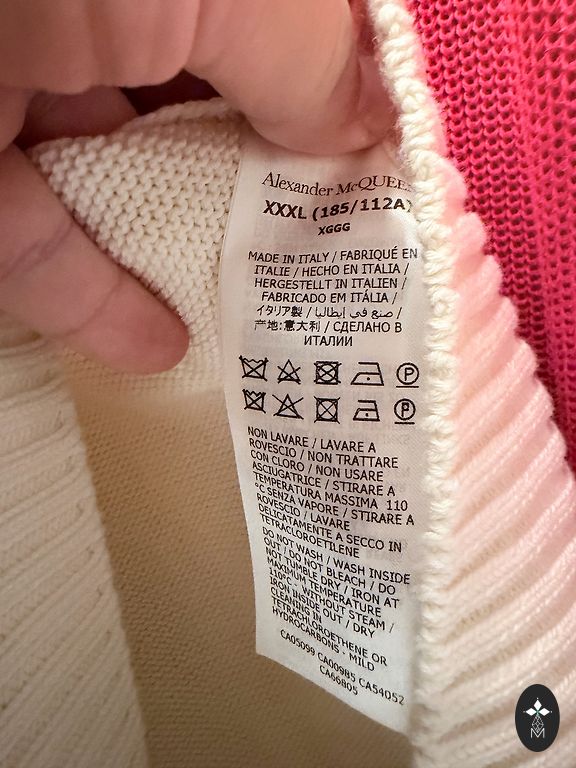 Alexander McQUEE
XXXL (185/112A)
XGGG
MADE IN ITALY / FABRIQUÉ EN
ITALIE / HECHO EN ITALIA /
HERGESTELLT IN ITALIEN /
FABRICADO EM ITÁLIA /
イタリア製 / صنع في إيطاليا /
产地:意大利 / СДЕЛАНО В
ИТАЛИИ
P
P
NON LAVARE / LAVARE A
ROVESCIO / NON TRATTARE
CON CLORO / NON USARE
ASCIUGATRICE / STIRARE A
TEMPERATURA MASSIMA 110
°C SENZA VAPORE / STIRARE A
ROVESCIO / LAVARE
DELICATAMENTE A SECCO IN
TETRACLOROETILENE
DO NOT WASH / WASH INSIDE
OUT / DO NOT BLEACH / DO
NOT TUMBLE DRY / IRON AT
MAXIMUM TEMPERATURE
110°C - WITHOUT STEAM /
IRON INSIDE OUT / DRY
CLEANING IN
TETRACHLOROETHENE OR
HYDROCARBONS - MILD
CA05099 CA00985 CA54052
CA66805
M